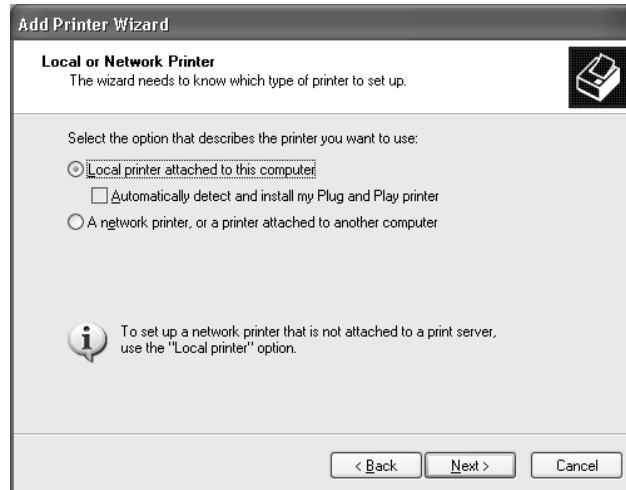 Add Printer Wizard
Local or Network Printer
The wizard needs to know which type of printer to set up.
Select the option that describes the printer you want to use:
Local printer attached to this computer
Automatically detect and install my Plug and Play printer
A network printer, or a printer attached to another computer
To set up a network printer that is not attached to a print server,
use the "Local printer" option.
< Back Next > Cancel